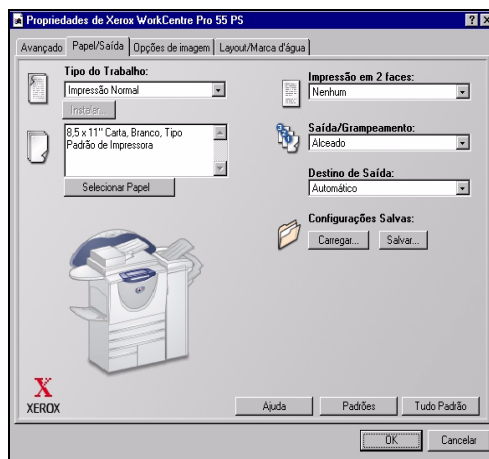 Propriedades de Xerox WorkCentre Pro 55 PS
Avançado Papel/Saída Opções de imagem Layout/Marca d'água
Tipo do Trabalho:
Impressão Normal
Instalar...
8,5 x 11" Carta, Branco, Tipo
Padrão de Impressora
Selecionar Papel
Impressão em 2 faces:
Nenhum
Saída/Grampeamento:
Alceado
Destino de Saída:
Automático
Configurações Salvas:
Carregar... Salvar...
X
XEROX
Ajuda Padrões Tudo Padrão
OK Cancelar